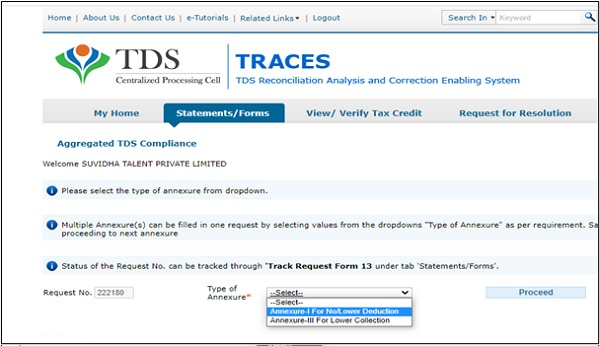 Home | About Us | Contact Us | e-Tutorials | Related Links | Logout Search In Keyword
TDS
Centralized Processing Cell
TRACES
TDS Reconciliation Analysis and Correction Enabling System
My Home Statements/Forms View/ Verify Tax Credit Request for Resolution
Aggregated TDS Compliance
Welcome SUVIDHA TALENT PRIVATE LIMITED
Please select the type of annexure from dropdown.
Multiple Annexure(s) can be filled in one request by selecting values from the dropdowns "Type of Annexure" as per requirement. Sa
proceeding to next annexure
Status of the Request No. can be tracked through 'Track Request Form 13 under tab 'Statements/Forms'.
Request No. 222180 Type of Annexure* --Select-- Proceed
--Select--
Annexure-I For No/Lower Deduction
Annexure-III For Lower Collection